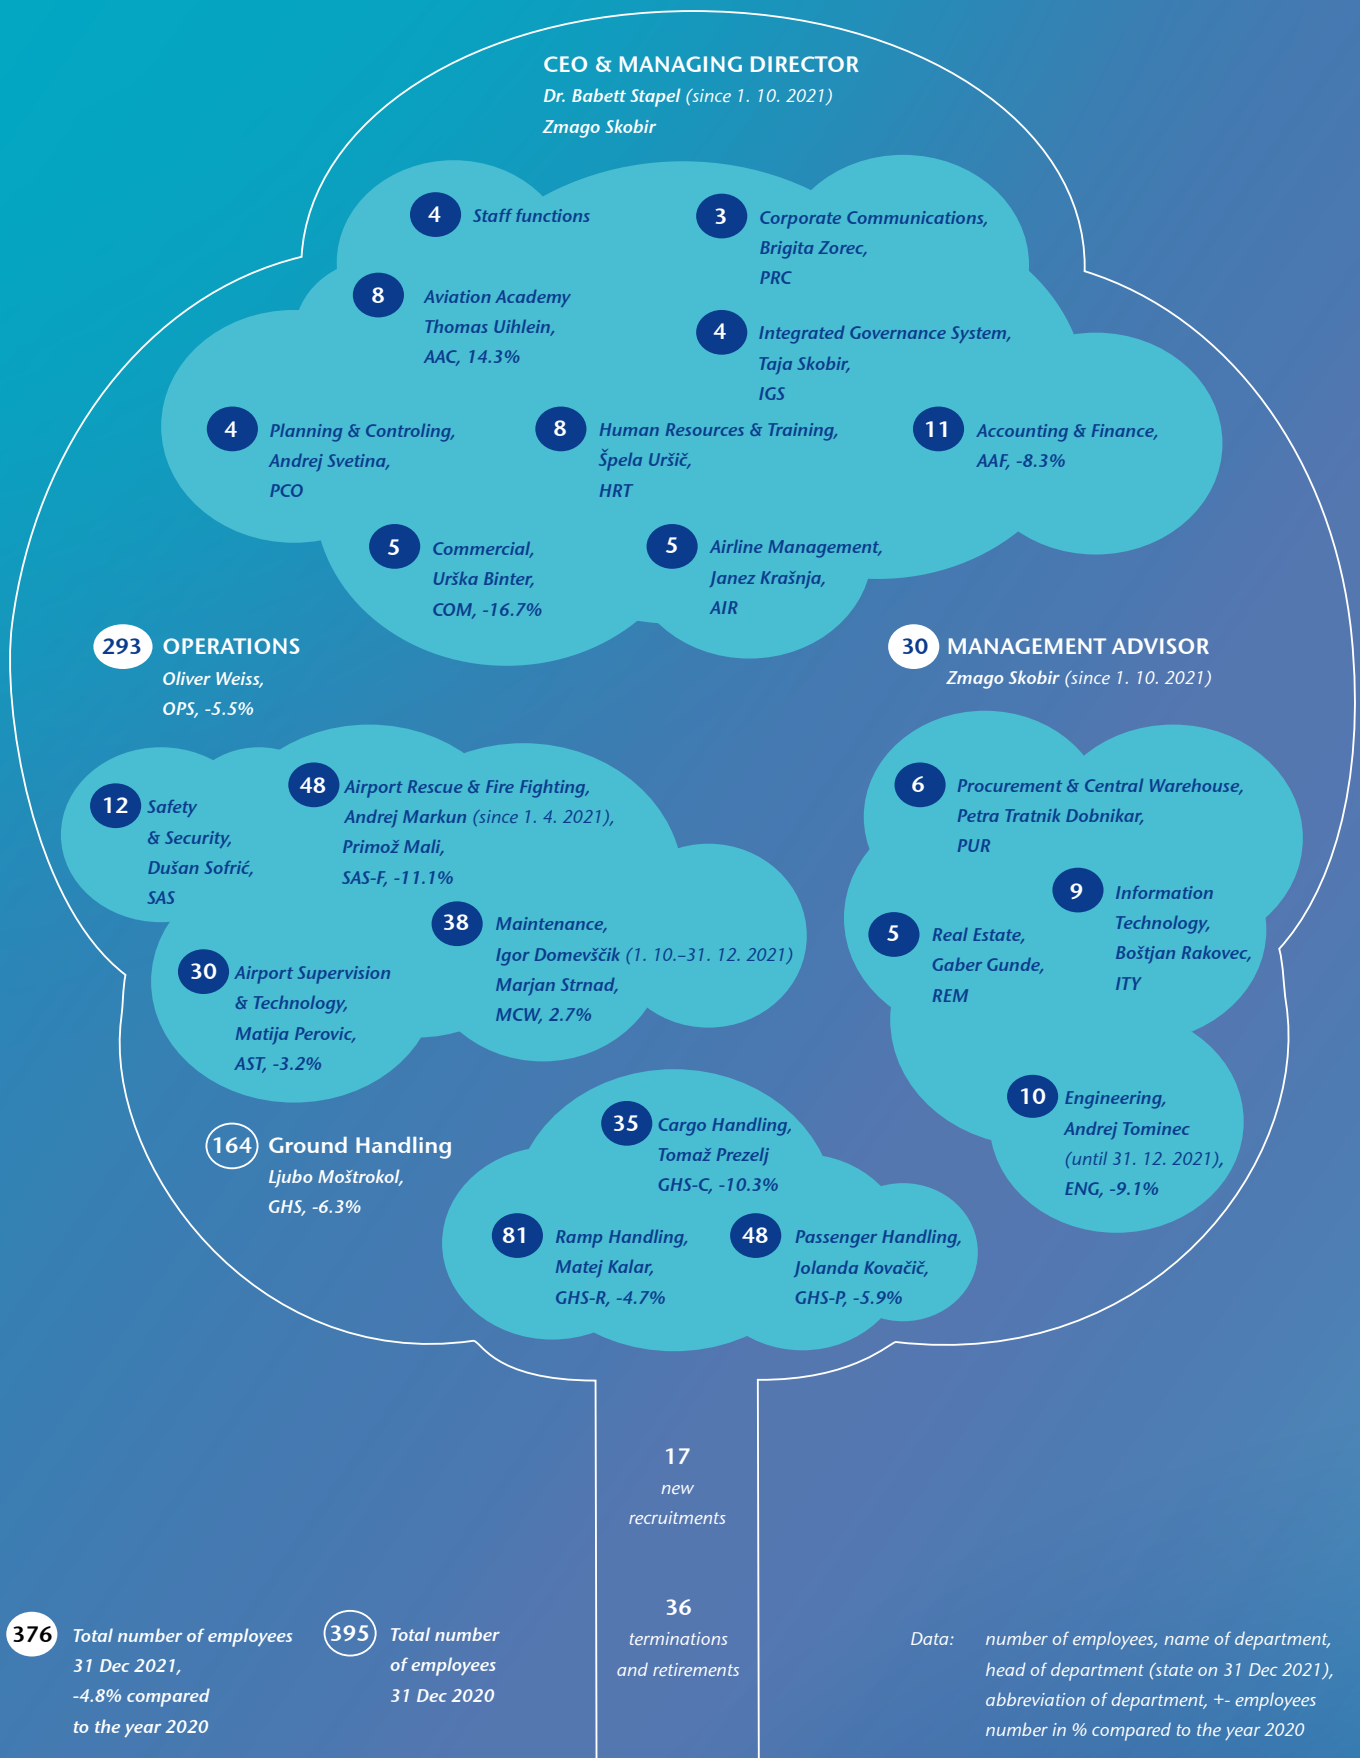 CEO & MANAGING DIRECTOR
Dr. Babett Stapel (since 1. 10. 2021)
Zmago Skobir
4 Staff functions
3 Corporate Communications,
Brigita Zorec,
PRC
8 Aviation Academy
Thomas Uihlein,
AAC, 14.3%
4 Integrated Governance System,
Taja Skobir,
IGS
4 Planning & Controling,
Andrej Svetina,
PCO
8 Human Resources & Training,
Špela Uršič,
HRT
11 Accounting & Finance,
AAF, -8.3%
5 Commercial,
Urška Binter,
COM, -16.7%
5 Airline Management,
Janez Krašnja,
AIR
293 OPERATIONS
Oliver Weiss,
OPS, -5.5%
30 MANAGEMENT ADVISOR
Zmago Skobir (since 1. 10. 2021)
12 Safety
& Security,
Dušan Sofrić,
SAS
48 Airport Rescue & Fire Fighting,
Andrej Markun (since 1. 4. 2021),
Primož Mali,
SAS-F, -11.1%
38 Maintenance,
Igor Domevščik (1. 10.–31. 12. 2021)
Marjan Strnad,
MCW, 2.7%
30 Airport Supervision
& Technology,
Matija Perovic,
AST, -3.2%
6 Procurement & Central Warehouse,
Petra Tratnik Dobnikar,
PUR
9 Information
Technology,
Boštjan Rakovec,
ITY
5 Real Estate,
Gaber Gunde,
REM
10 Engineering,
Andrej Tominec
(until 31. 12. 2021),
ENG, -9.1%
164 Ground Handling
Ljubo Moštrokol,
GHS, -6.3%
35 Cargo Handling,
Tomaž Prezelj
GHS-C, -10.3%
81 Ramp Handling,
Matej Kalar,
GHS-R, -4.7%
48 Passenger Handling,
Jolanda Kovačič,
GHS-P, -5.9%
17
new
recruitments
36
terminations
and retirements
376 Total number of employees
31 Dec 2021,
-4.8% compared
to the year 2020
395 Total number
of employees
31 Dec 2020
Data: number of employees, name of department,
head of department (state on 31 Dec 2021),
abbreviation of department, +- employees
number in % compared to the year 2020